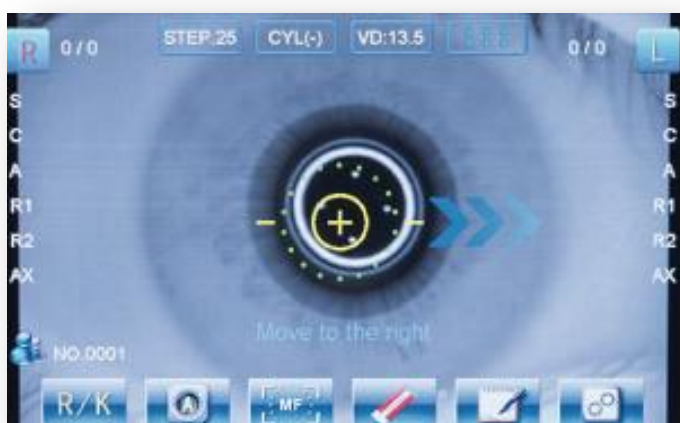 R 0/0 STEP.25 CYL(-) VD:13.5 0/0 L
S S
C C
A A
R1 R1
R2 R2
AX AX
Move to the right
NO.0001
R/K A MF